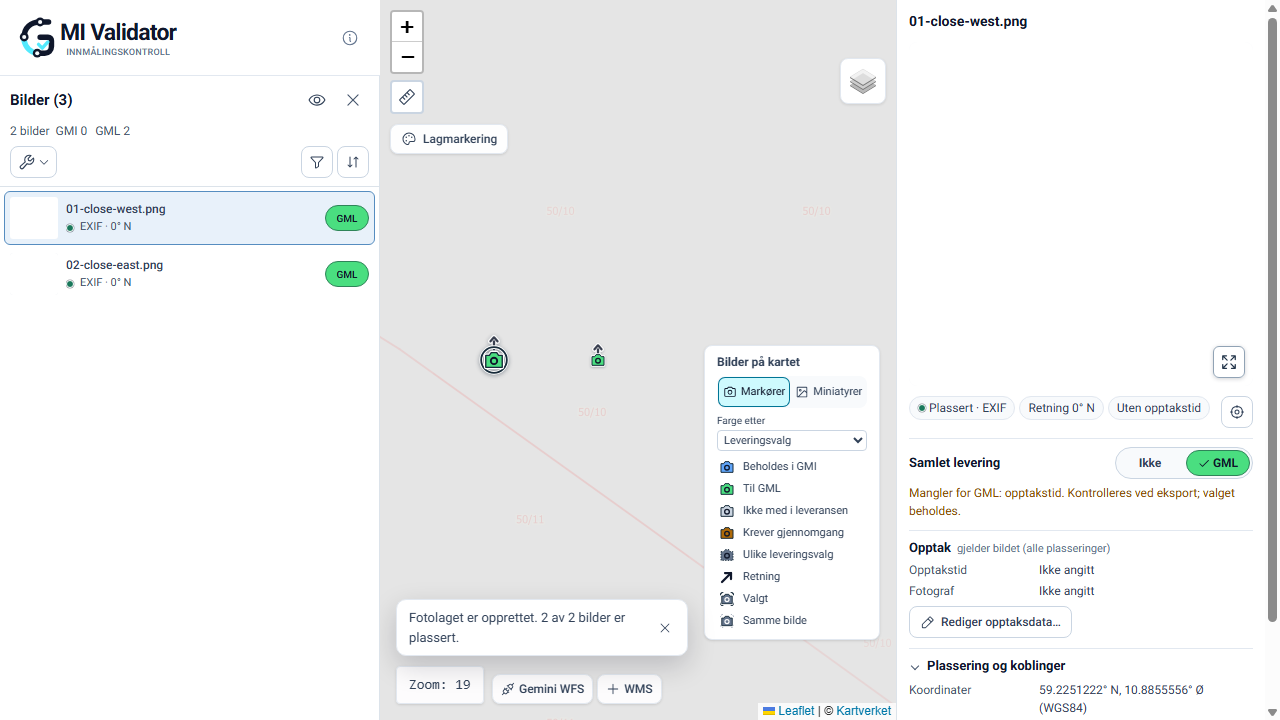 MI Validator
INNMÅLINGSKONTROLL
Bilder (3)
2 bilder GMI 0 GML 2
01-close-west.png
EXIF · 0° N
GML
02-close-east.png
EXIF · 0° N
GML
+
−
Lagmarkering
50/10
50/10
50/10
50/11
50/10
Bilder på kartet
Markører
Miniatyrer
Farge etter
Leveringsvalg
Beholdes i GMI
Til GML
Ikke med i leveransen
Krever gjennomgang
Ulike leveringsvalg
Retning
Valgt
Samme bilde
Fotolaget er opprettet. 2 av 2 bilder er
plassert.
Zoom: 19
Gemini WFS
WMS
Leaflet | © Kartverket
01-close-west.png
Plassert · EXIF
Retning 0° N
Uten opptakstid
Samlet levering
Ikke
GML
Mangler for GML: opptakstid. Kontrolleres ved eksport; valget
beholdes.
Opptak gjelder bildet (alle plasseringer)
Opptakstid Ikke angitt
Fotograf Ikke angitt
Rediger opptaksdata…
Plassering og koblinger
Koordinater 59.2251222° N, 10.8855556° Ø
(WGS84)